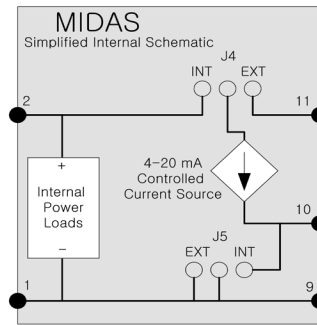 MIDAS
Simplified Internal Schematic
J4
INT
EXT
2
11
+
Internal
Power
Loads
−
4-20 mA
Controlled
Current Source
10
J5
EXT
INT
1
9